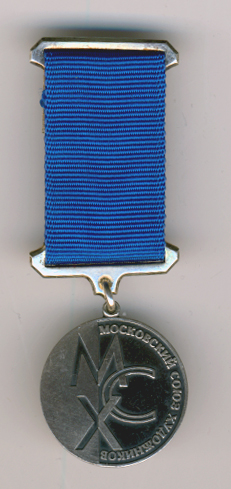 МОСКОВСКИЙ СОЮЗ ХУДОЖНИКОВ
МСХ